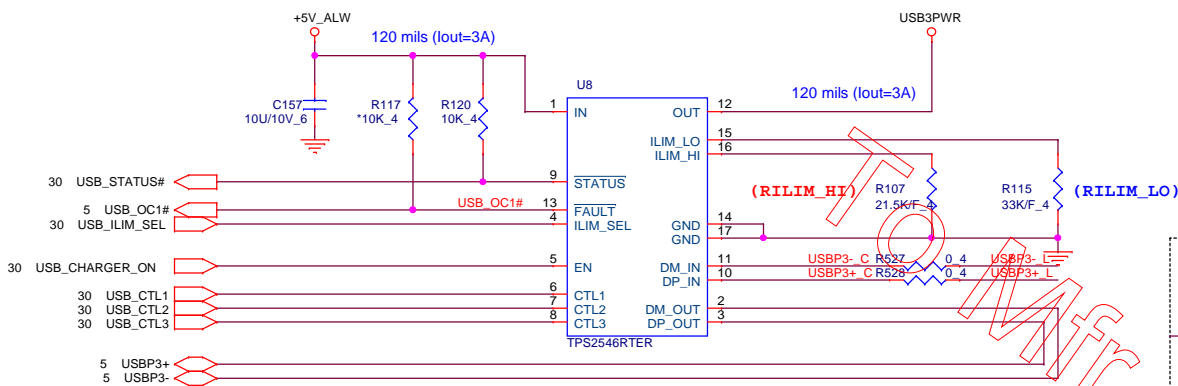 +5V_ALW
USB3PWR
120 mils (Iout=3A)
U8
C157
10U/10V_6
R117
*10K_4
R120
10K_4
1
IN
OUT
12
120 mils (Iout=3A)
ILIM_LO
15
ILIM_HI
16
30 USB_STATUS#
9
STATUS
(RILIM_HI)
R107
21.5K/F_4
R115
33K/F_4
(RILIM_LO)
5 USB_OC1#
USB_OC1#
13
FAULT
30 USB_ILIM_SEL
4
ILIM_SEL
GND
14
GND
17
30 USB_CHARGER_ON
5
EN
DM_IN
11
USBP3-_C R527 0_4 USBP3-_L
DP_IN
10
USBP3+_C R528 0_4 USBP3+_L
30 USB_CTL1
6
CTL1
30 USB_CTL2
7
CTL2
30 USB_CTL3
8
CTL3
DM_OUT
2
DP_OUT
3
TPS2546RTER
5 USBP3+
5 USBP3-
To Mfr